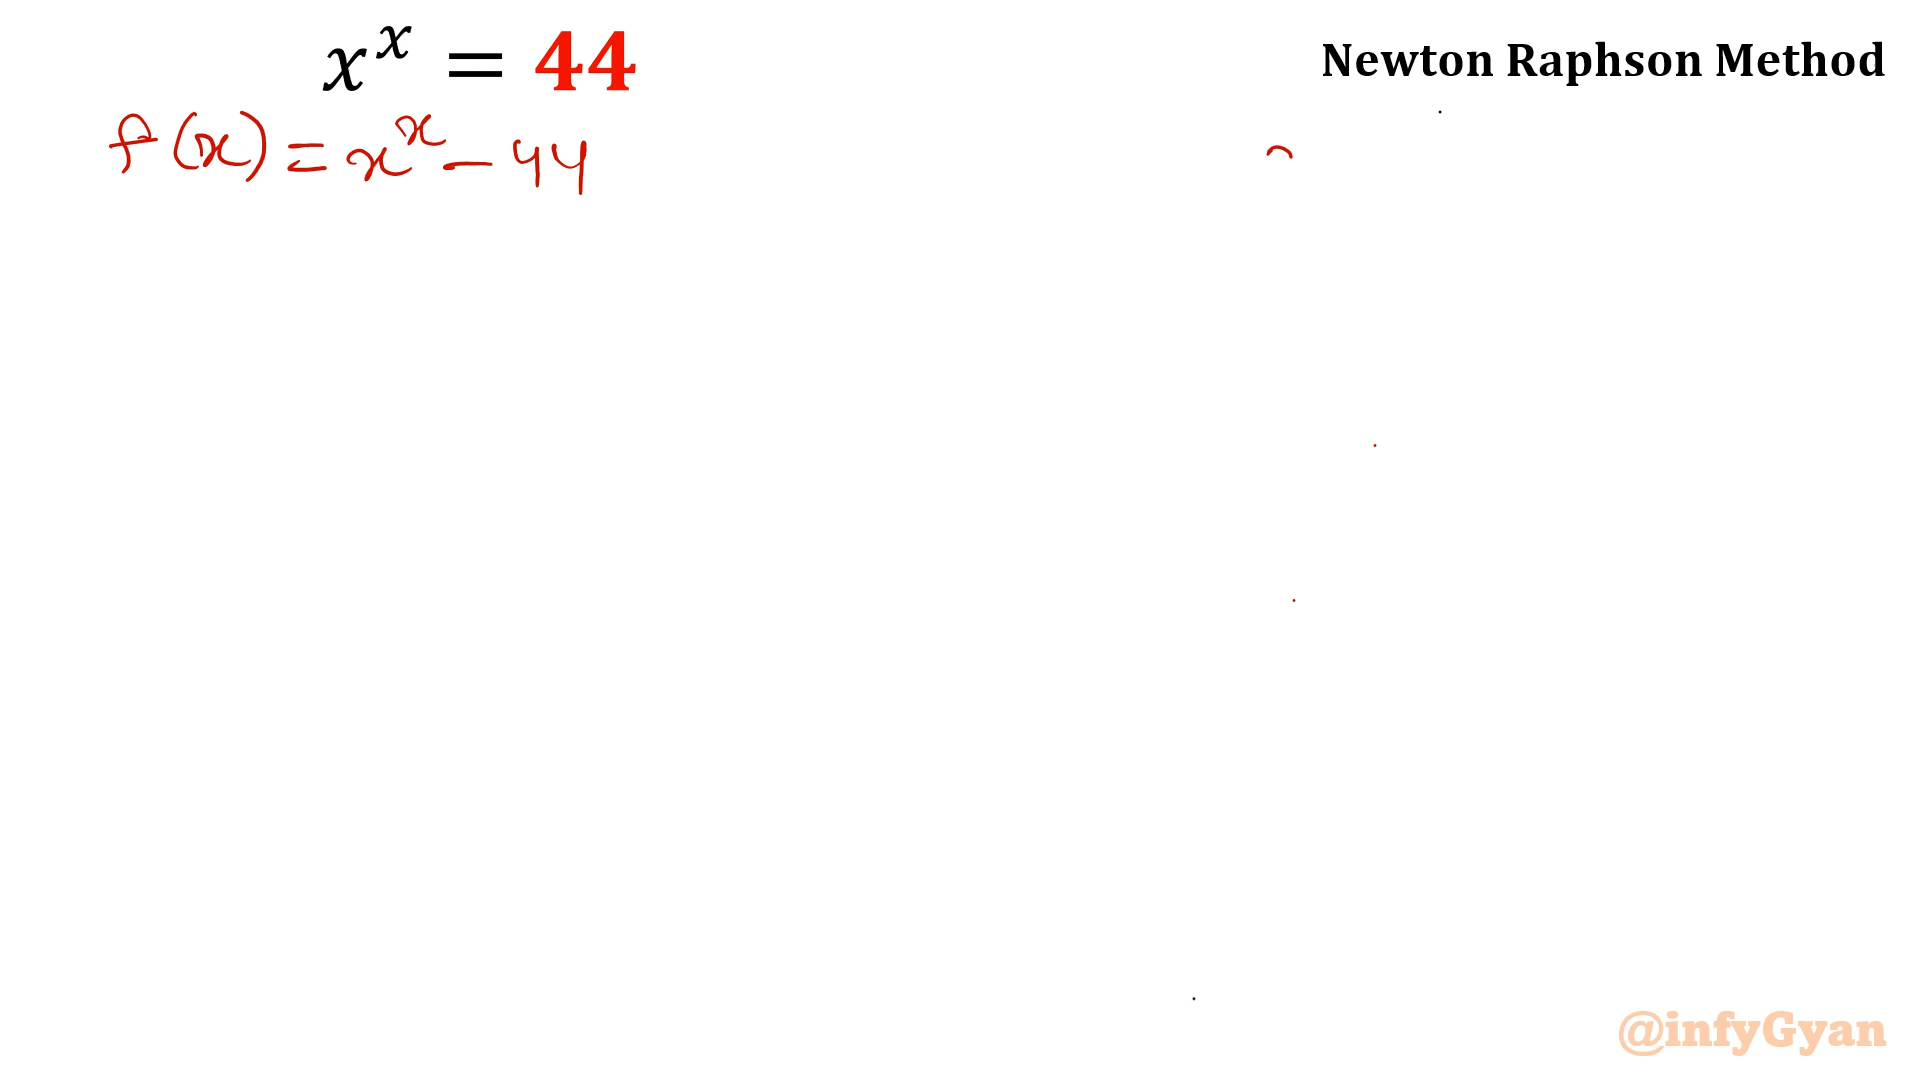 x^x = 44
Newton Raphson Method
f(x) = x^x - 44
@infyGyan